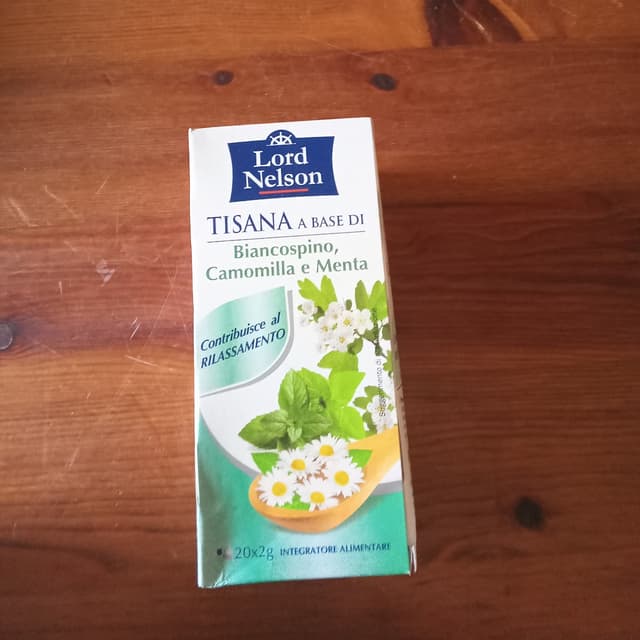 Lord
Nelson
TISANA A BASE DI
Biancospino,
Camomilla e Menta
Contribuisce al
RILASSAMENTO
20x2g INTEGRATORE ALIMENTARE